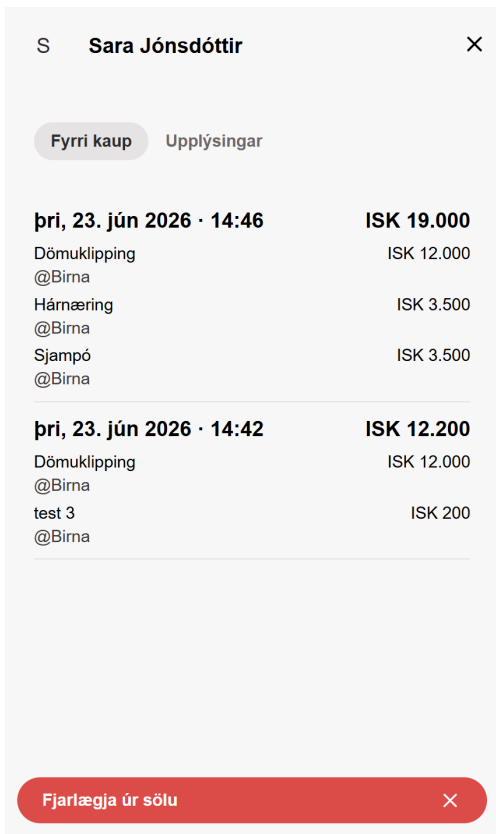 S Sara Jónsdóttir
Fyrri kaup Upplýsingar
þri, 23. jún 2026 · 14:46 ISK 19.000
Dömuklipping ISK 12.000
@Birna
Hárnæring ISK 3.500
@Birna
Sjampó ISK 3.500
@Birna
þri, 23. jún 2026 · 14:42 ISK 12.200
Dömuklipping ISK 12.000
@Birna
test 3 ISK 200
@Birna
Fjarlægja úr sölu